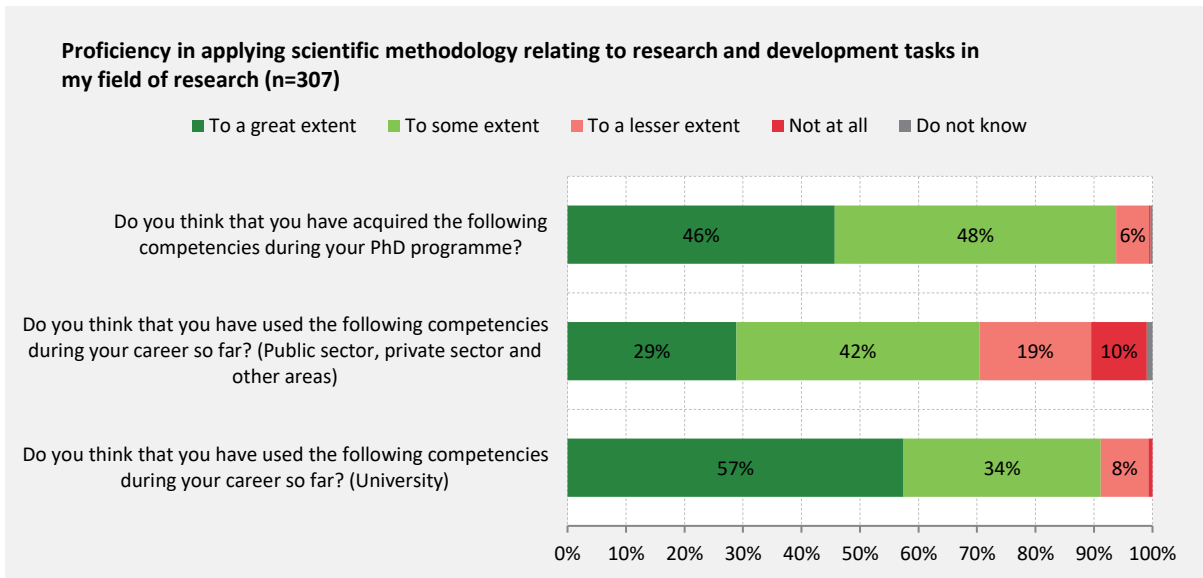 Proficiency in applying scientific methodology relating to research and development tasks in
my field of research (n=307)
To a great extent To some extent To a lesser extent Not at all Do not know
Do you think that you have acquired the following
competencies during your PhD programme?
46% 48% 6%
Do you think that you have used the following competencies
during your career so far? (Public sector, private sector and
other areas)
29% 42% 19% 10%
Do you think that you have used the following competencies
during your career so far? (University)
57% 34% 8%
0% 10% 20% 30% 40% 50% 60% 70% 80% 90% 100%